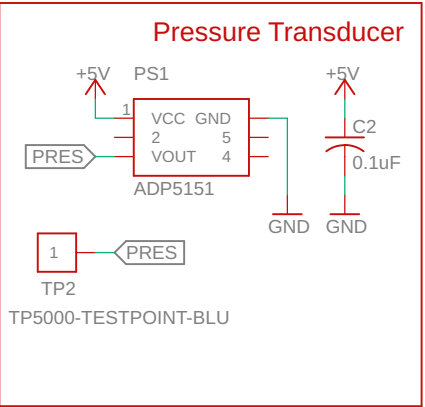 Pressure Transducer
+5V PS1 +5V
1
VCC GND
2 5
VOUT 4
PRES
ADP5151
C2
0.1uF
GND GND
1
PRES
TP2
TP5000-TESTPOINT-BLU